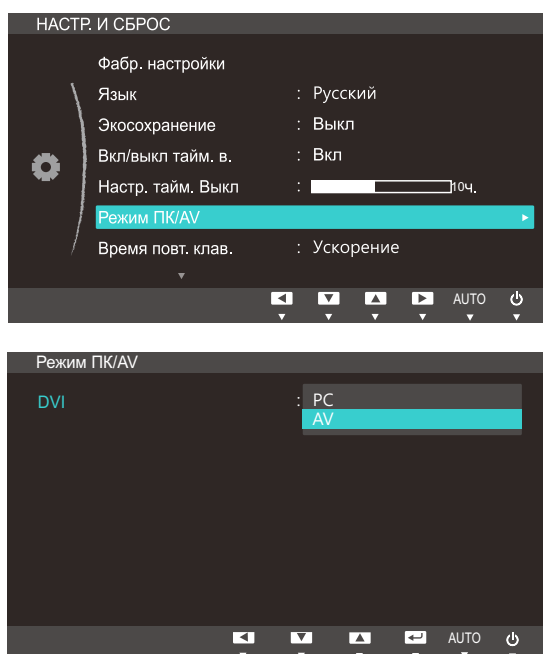 НАСТР. И СБРОС
Фабр. настройки
Язык : Русский
Экосохранение : Выкл
Вкл/выкл тайм. в. : Вкл
Настр. тайм. Выкл : 10ч.
Режим ПК/AV
Время повт. клав. : Ускорение
AUTO
Режим ПК/AV
DVI : PC
AV
AUTO